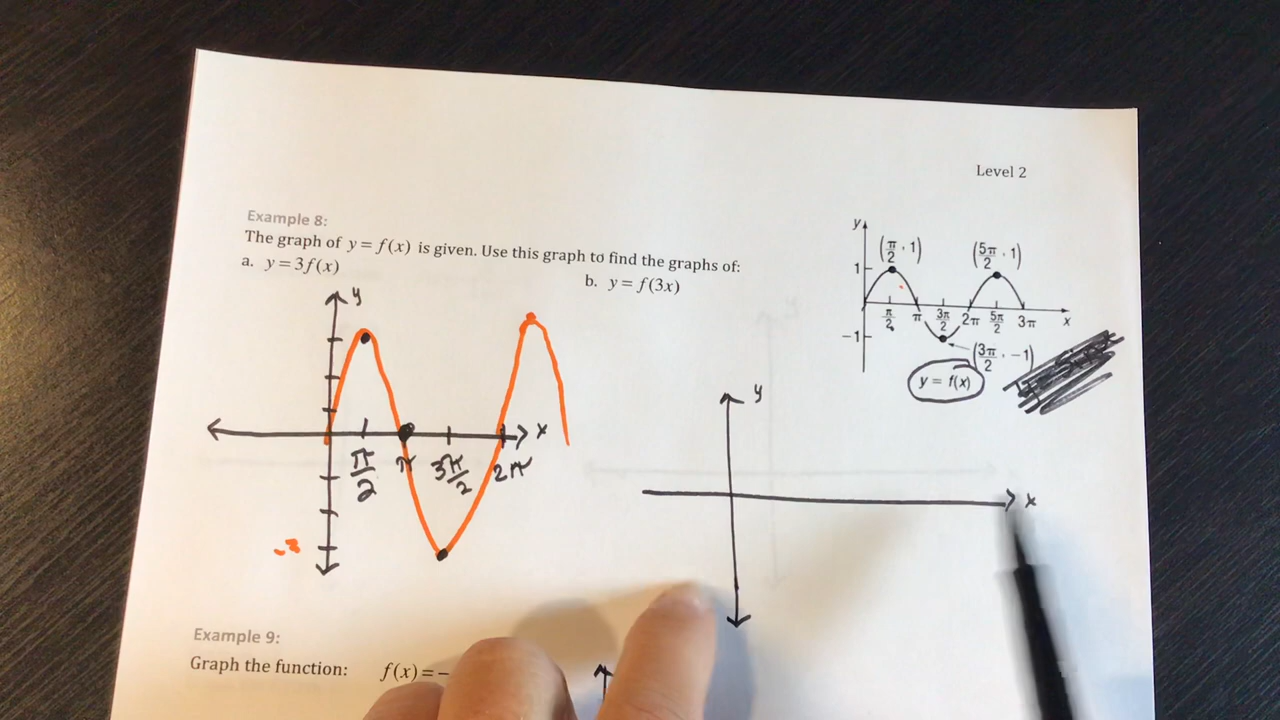 Level 2
Example 8:
The graph of y = f(x) is given. Use this graph to find the graphs of:
a. y = 3f(x)
b. y = f(3x)
y
(π/2, 1)
(5π/2, 1)
1
π/2 π 3π/2 2π 5π/2 3π x
-1
(3π/2, -1)
y = f(x)
y
x
π/2 π 3π/2 2π
-3
y
x
Example 9:
Graph the function: f(x) = −